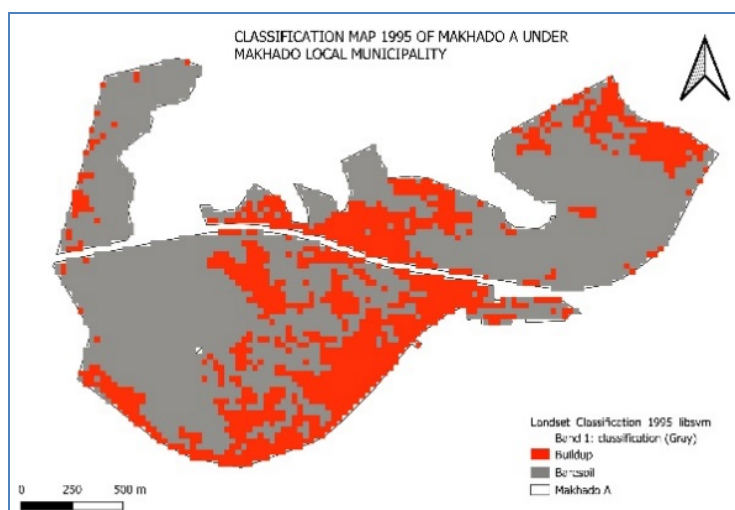 CLASSIFICATION MAP 1995 OF MAKHADO A UNDER
MAKHADO LOCAL MUNICIPALITY
Landset Classification 1995 libsvm
Band 1: classification (Gray)
Buildup
Baresoil
Makhado A
0 250 500 m